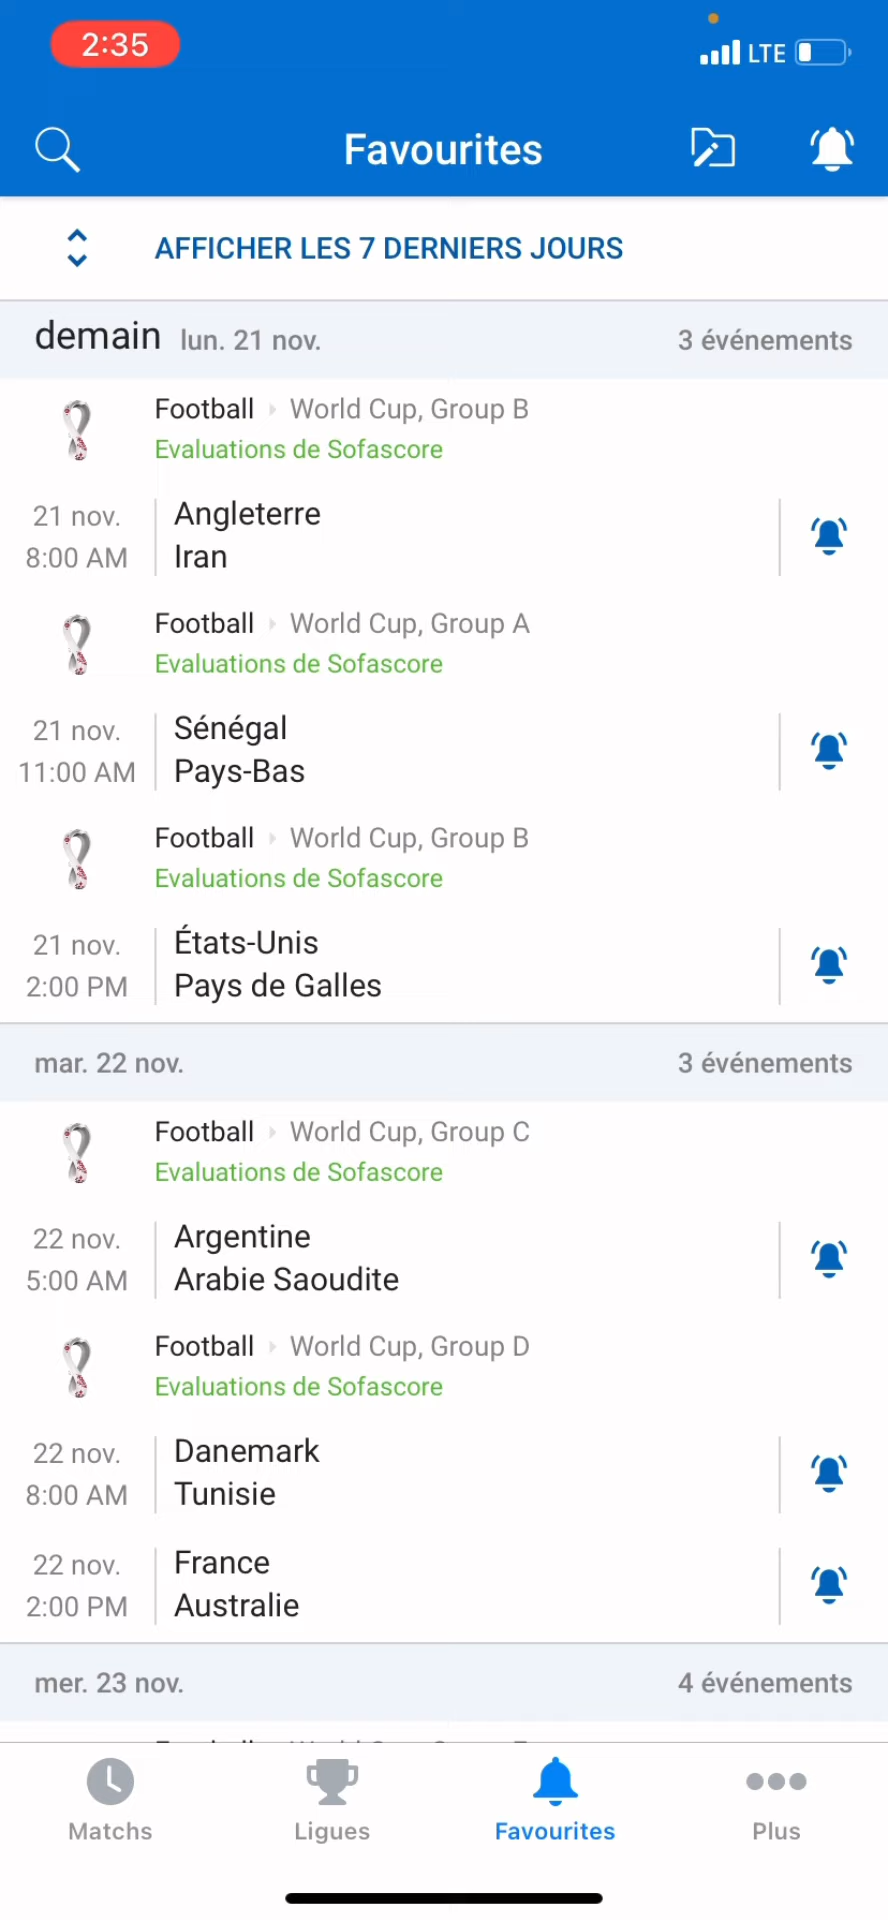 2:35
LTE
Favourites
AFFICHER LES 7 DERNIERS JOURS
demain lun. 21 nov. 3 événements
Football World Cup, Group B
Evaluations de Sofascore
21 nov. Angleterre
8:00 AM Iran
Football World Cup, Group A
Evaluations de Sofascore
21 nov. Sénégal
11:00 AM Pays-Bas
Football World Cup, Group B
Evaluations de Sofascore
21 nov. États-Unis
2:00 PM Pays de Galles
mar. 22 nov. 3 événements
Football World Cup, Group C
Evaluations de Sofascore
22 nov. Argentine
5:00 AM Arabie Saoudite
Football World Cup, Group D
Evaluations de Sofascore
22 nov. Danemark
8:00 AM Tunisie
22 nov. France
2:00 PM Australie
mer. 23 nov. 4 événements
Matchs Ligues Favourites Plus